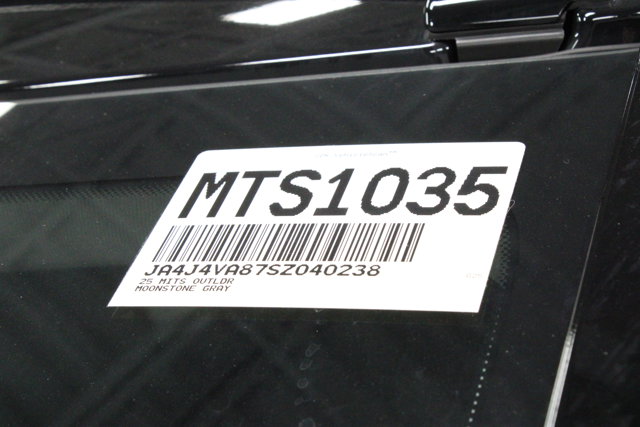 MTS1035
JA4J4VA87SZ040238
25 MITS OUTLDR
MOONSTONE GRAY